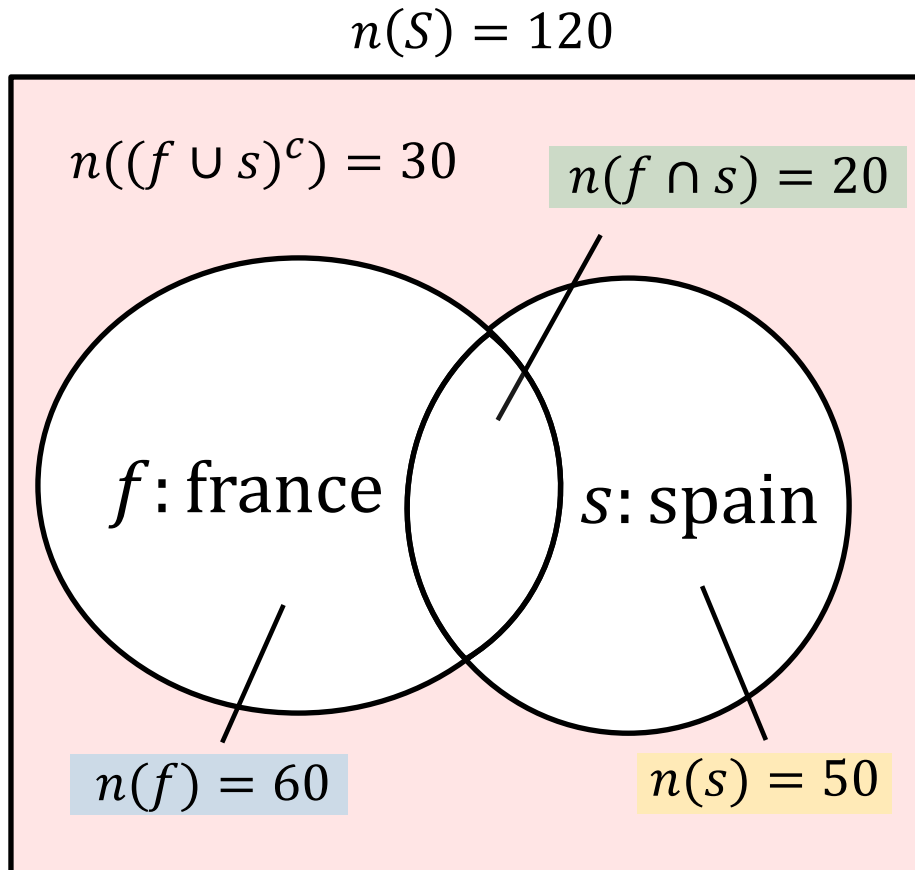 n(S) = 120
n((f ∪ s)ᶜ) = 30
n(f ∩ s) = 20
f: france
s: spain
n(f) = 60
n(s) = 50